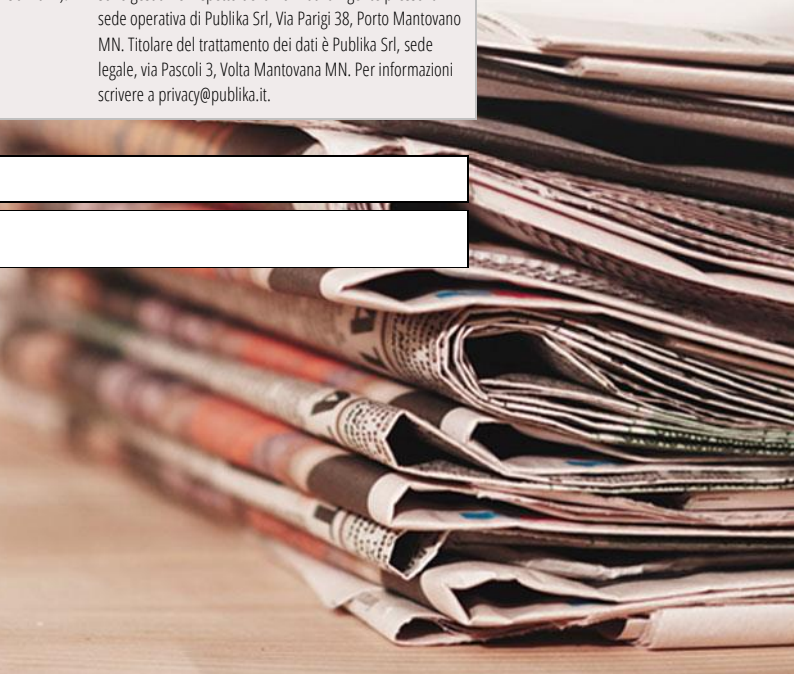 sede operativa di Publika Srl, Via Parigi 38, Porto Mantovano
MN. Titolare del trattamento dei dati è Publika Srl, sede
legale, via Pascoli 3, Volta Mantovana MN. Per informazioni
scrivere a privacy@publika.it.